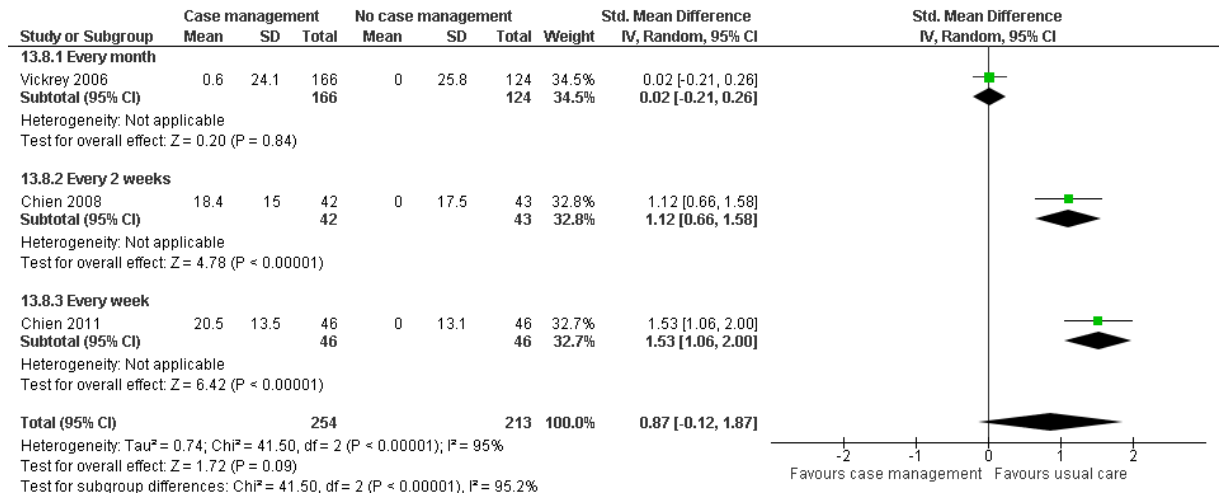 Case management No case management Std. Mean Difference Std. Mean Difference
Study or Subgroup Mean SD Total Mean SD Total Weight IV, Random, 95% CI IV, Random, 95% CI
13.8.1 Every month
Vickrey 2006 0.6 24.1 166 0 25.8 124 34.5% 0.02 [-0.21, 0.26]
Subtotal (95% CI) 166 124 34.5% 0.02 [-0.21, 0.26]
Heterogeneity: Not applicable
Test for overall effect: Z = 0.20 (P = 0.84)
13.8.2 Every 2 weeks
Chien 2008 18.4 15 42 0 17.5 43 32.8% 1.12 [0.66, 1.58]
Subtotal (95% CI) 42 43 32.8% 1.12 [0.66, 1.58]
Heterogeneity: Not applicable
Test for overall effect: Z = 4.78 (P < 0.00001)
13.8.3 Every week
Chien 2011 20.5 13.5 46 0 13.1 46 32.7% 1.53 [1.06, 2.00]
Subtotal (95% CI) 46 46 32.7% 1.53 [1.06, 2.00]
Heterogeneity: Not applicable
Test for overall effect: Z = 6.42 (P < 0.00001)
Total (95% CI) 254 213 100.0% 0.87 [-0.12, 1.87]
Heterogeneity: Tau² = 0.74; Chi² = 41.50, df = 2 (P < 0.00001); I² = 95%
Test for overall effect: Z = 1.72 (P = 0.09)
Test for subgroup differences: Chi² = 41.50, df = 2 (P < 0.00001), I² = 95.2%
-2 -1 0 1 2
Favours case management Favours usual care